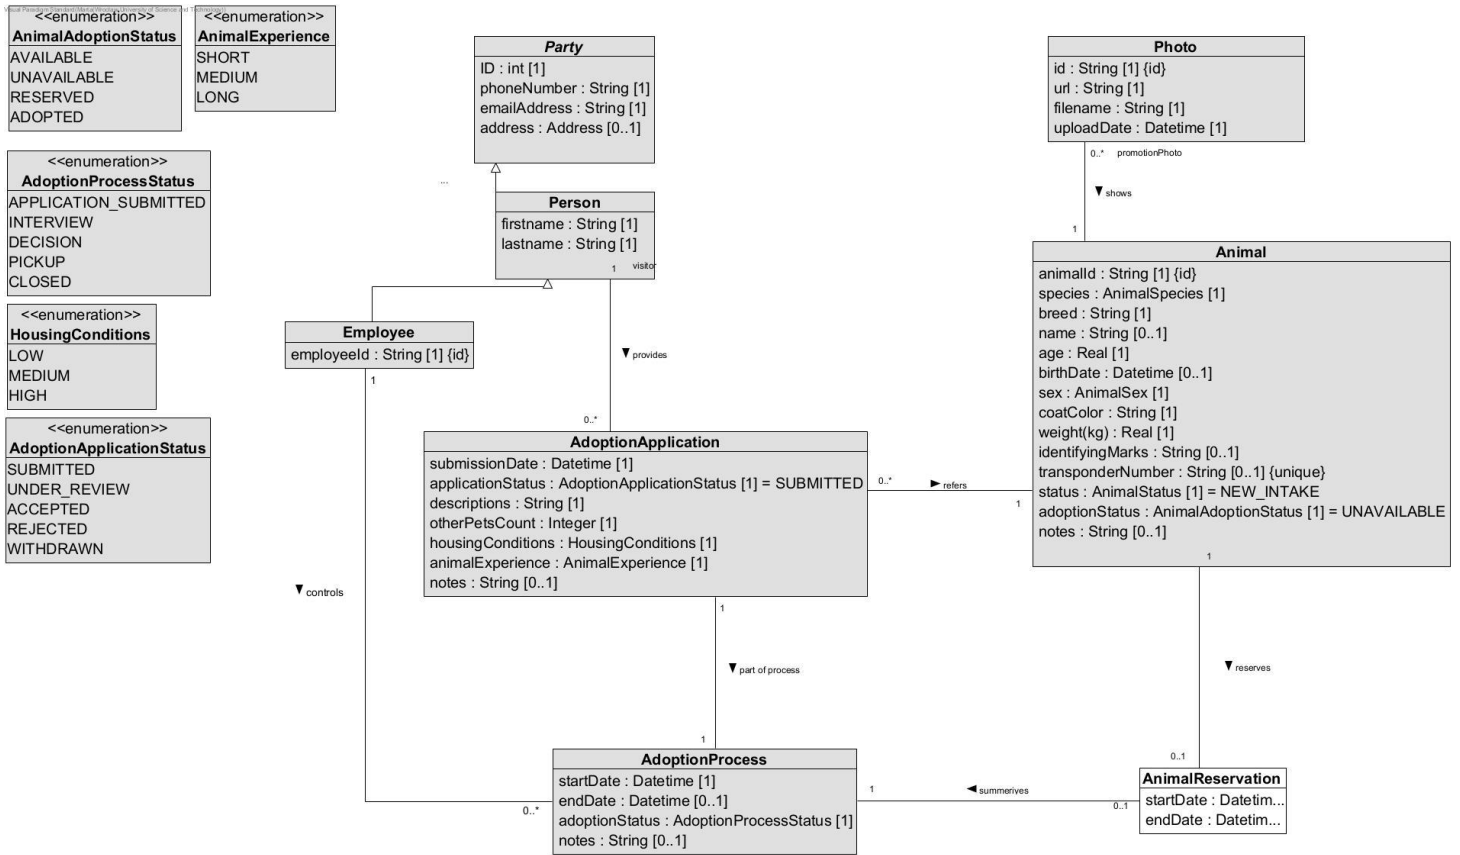 Visual Paradigm Standard(Marta(Wroclaw University of Science and Technology))
<<enumeration>>
AnimalAdoptionStatus
AVAILABLE
UNAVAILABLE
RESERVED
ADOPTED
<<enumeration>>
AnimalExperience
SHORT
MEDIUM
LONG
<<enumeration>>
AdoptionProcessStatus
APPLICATION_SUBMITTED
INTERVIEW
DECISION
PICKUP
CLOSED
<<enumeration>>
HousingConditions
LOW
MEDIUM
HIGH
<<enumeration>>
AdoptionApplicationStatus
SUBMITTED
UNDER_REVIEW
ACCEPTED
REJECTED
WITHDRAWN
Party
ID : int [1]
phoneNumber : String [1]
emailAddress : String [1]
address : Address [0..1]
...
Person
firstname : String [1]
lastname : String [1]
1
visitor
Employee
employeeId : String [1] {id}
1
provides
0..*
controls
AdoptionApplication
submissionDate : Datetime [1]
applicationStatus : AdoptionApplicationStatus [1] = SUBMITTED
descriptions : String [1]
otherPetsCount : Integer [1]
housingConditions : HousingConditions [1]
animalExperience : AnimalExperience [1]
notes : String [0..1]
0..*
refers
1
1
part of process
1
Photo
id : String [1] {id}
url : String [1]
filename : String [1]
uploadDate : Datetime [1]
0..*
promotionPhoto
shows
1
Animal
animalId : String [1] {id}
species : AnimalSpecies [1]
breed : String [1]
name : String [0..1]
age : Real [1]
birthDate : Datetime [0..1]
sex : AnimalSex [1]
coatColor : String [1]
weight(kg) : Real [1]
identifyingMarks : String [0..1]
transponderNumber : String [0..1] {unique}
status : AnimalStatus [1] = NEW_INTAKE
adoptionStatus : AnimalAdoptionStatus [1] = UNAVAILABLE
notes : String [0..1]
1
reserves
0..1
AdoptionProcess
startDate : Datetime [1]
endDate : Datetime [0..1]
adoptionStatus : AdoptionProcessStatus [1]
notes : String [0..1]
0..*
1
summerives
0..1
AnimalReservation
startDate : Datetim...
endDate : Datetim...